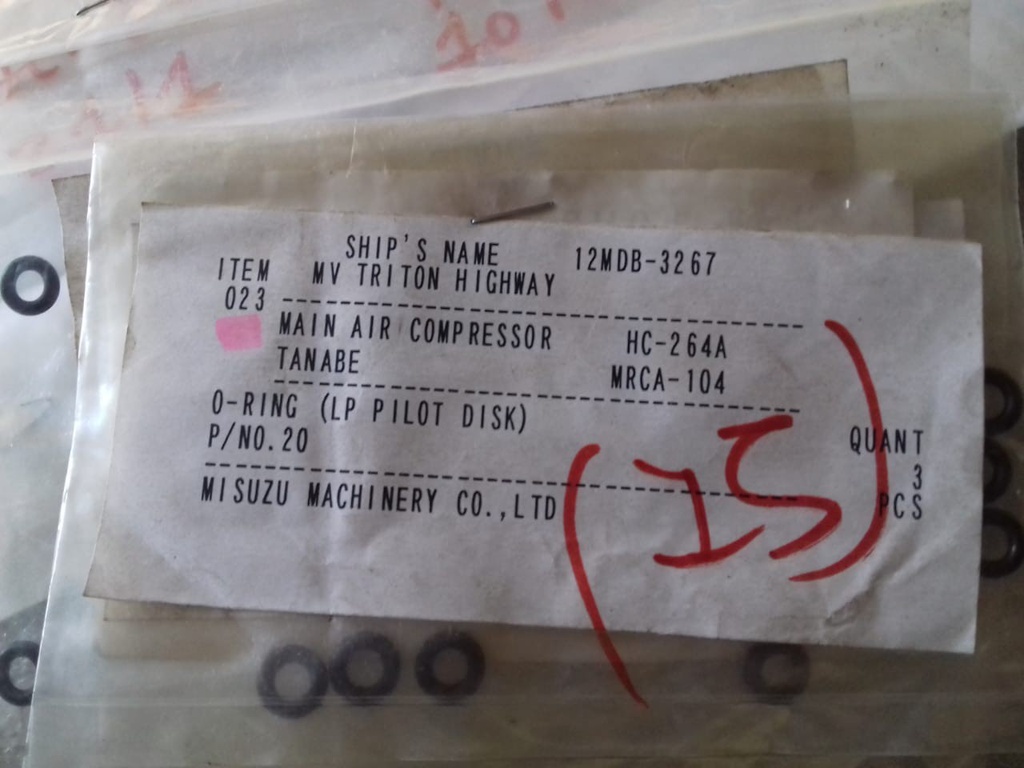 SHIP'S NAME 12MDB-3267
ITEM MV TRITON HIGHWAY
023
MAIN AIR COMPRESSOR HC-264A
TANABE MRCA-104
O-RING (LP PILOT DISK) QUANT
P/NO.20 3
MISUZU MACHINERY CO.,LTD PCS
(15)